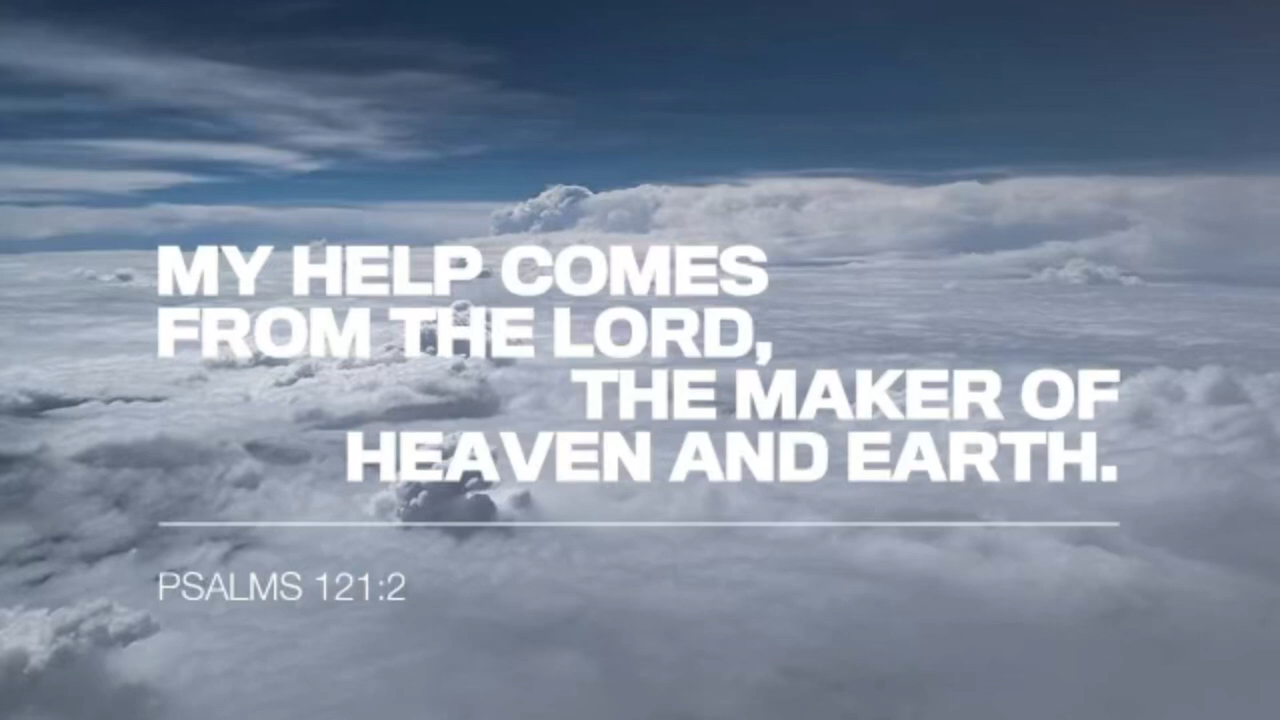 MY HELP COMES
FROM THE LORD,
THE MAKER OF
HEAVEN AND EARTH.
PSALMS 121:2